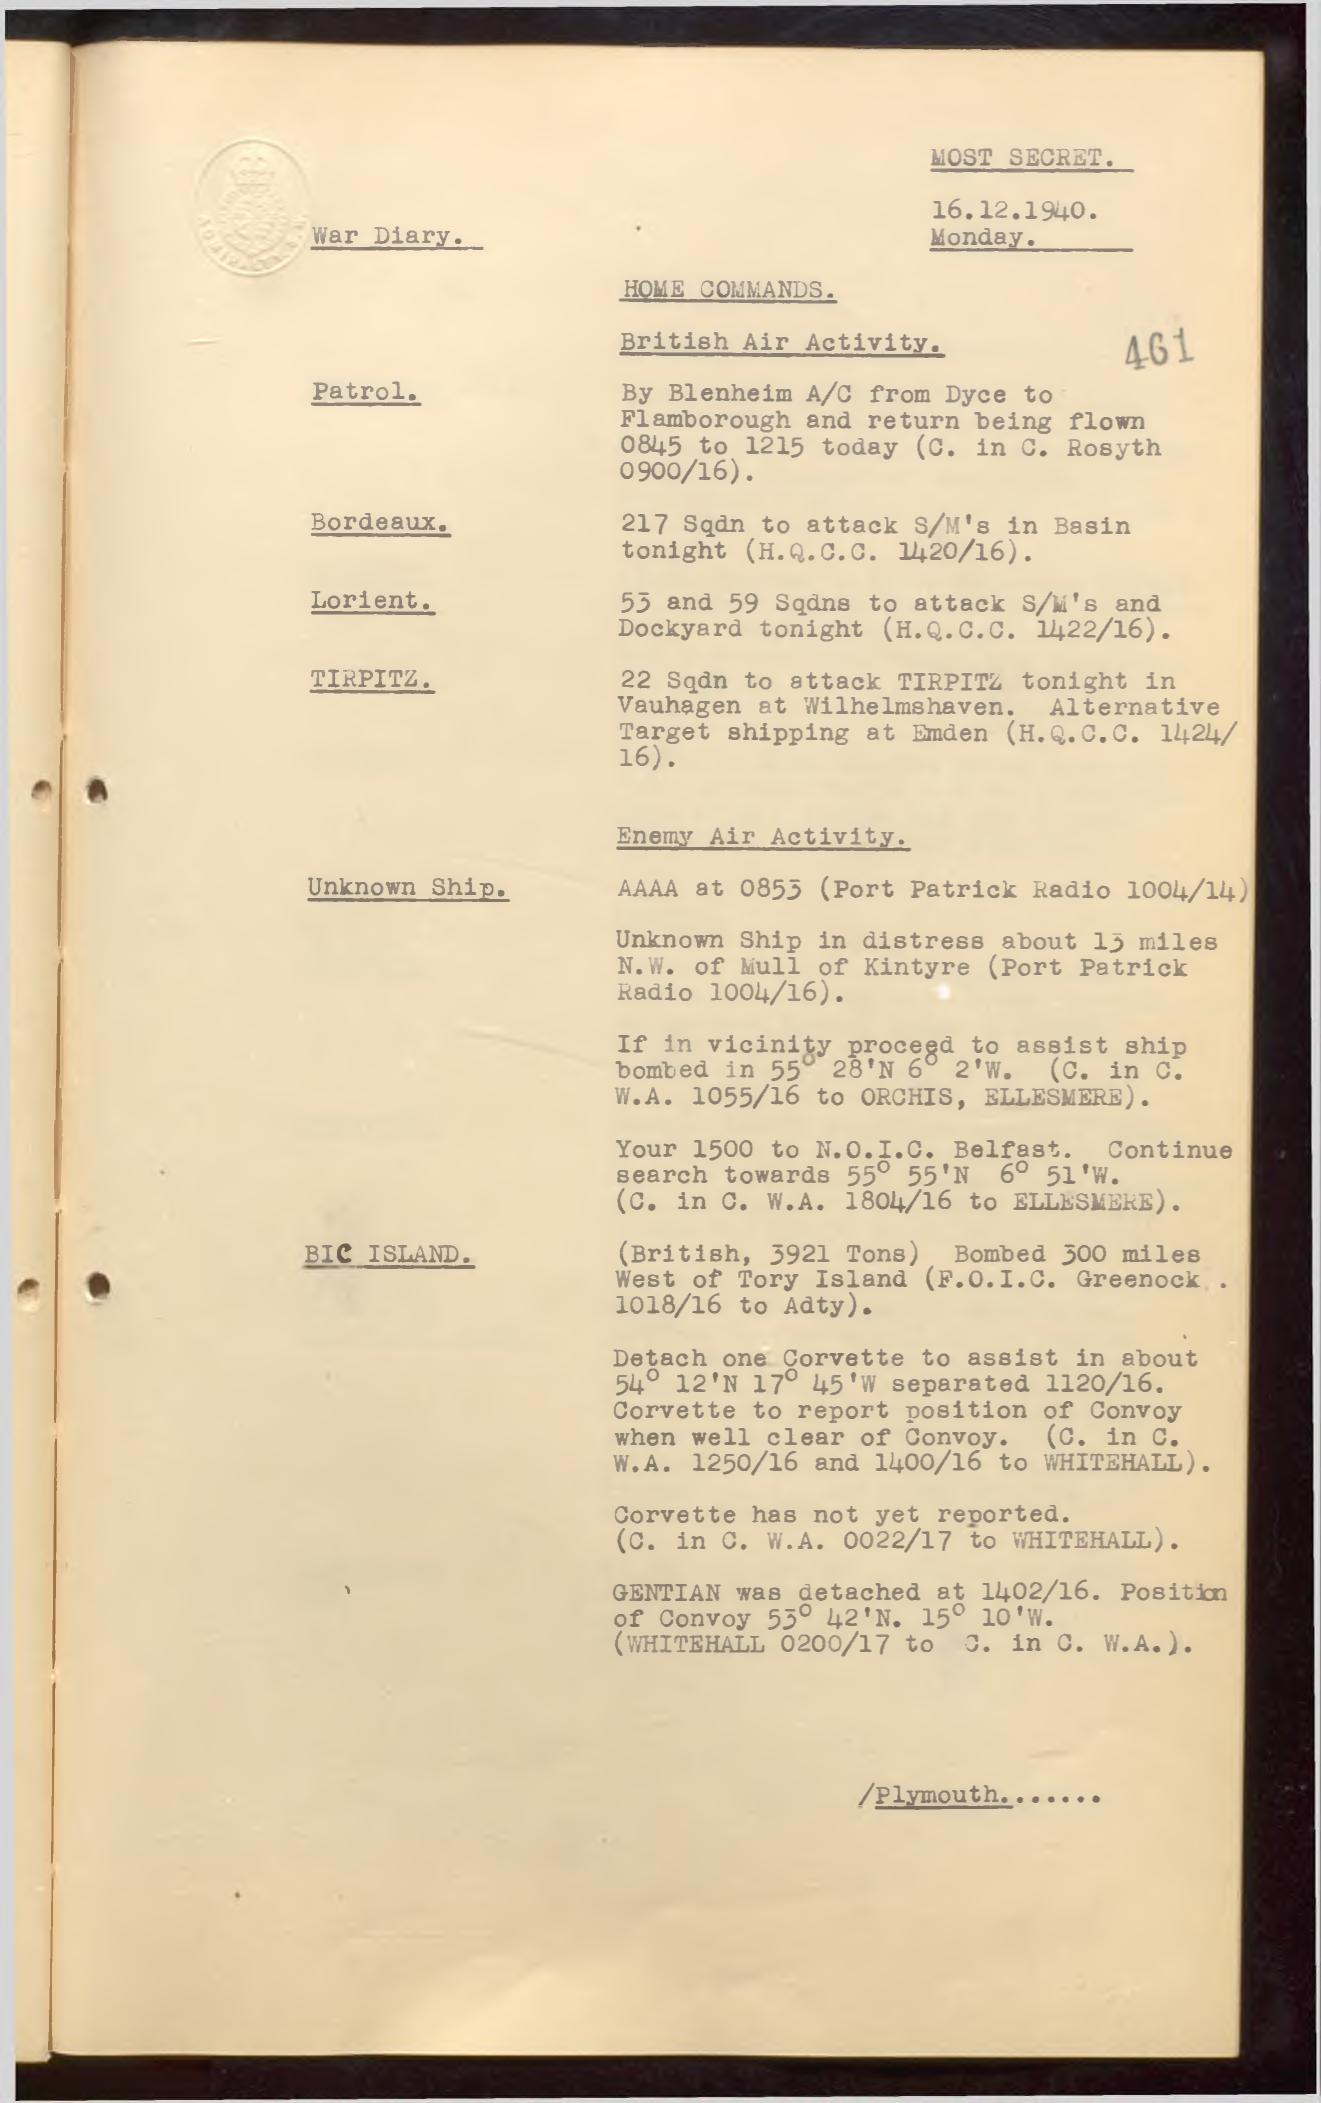 MOST SECRET.
16.12.1940.
War Diary.
Monday.
HOME COMMANDS.
British Air Activity.
461
Patrol.
By Blenheim A/C from Dyce to
Flamborough and return being flown
0845 to 1215 today (C. in C. Rosyth
0900/16).
Bordeaux.
217 Sqdn to attack S/M's in Basin
tonight (H.Q.C.C. 1420/16).
Lorient.
53 and 59 Sqdns to attack S/M's and
Dockyard tonight (H.Q.C.C. 1422/16).
TIRPITZ.
22 Sqdn to attack TIRPITZ tonight in
Vauhagen at Wilhelmshaven. Alternative
Target shipping at Emden (H.Q.C.C. 1424/
16).
Enemy Air Activity.
Unknown Ship.
AAAA at 0853 (Port Patrick Radio 1004/14)
Unknown Ship in distress about 13 miles
N.W. of Mull of Kintyre (Port Patrick
Radio 1004/16).
If in vicinity proceed to assist ship
bombed in 55° 28'N 6° 2'W. (C. in C.
W.A. 1055/16 to ORCHIS, ELLESMERE).
Your 1500 to N.O.I.C. Belfast. Continue
search towards 55° 55'N 6° 51'W.
(C. in C. W.A. 1804/16 to ELLESMERE).
BIC ISLAND.
(British, 3921 Tons) Bombed 300 miles
West of Tory Island (F.O.I.C. Greenock .
1018/16 to Adty).
Detach one Corvette to assist in about
54° 12'N 17° 45'W separated 1120/16.
Corvette to report position of Convoy
when well clear of Convoy. (C. in C.
W.A. 1250/16 and 1400/16 to WHITEHALL).
Corvette has not yet reported.
(C. in C. W.A. 0022/17 to WHITEHALL).
GENTIAN was detached at 1402/16. Position
of Convoy 53° 42'N. 15° 10'W.
(WHITEHALL 0200/17 to C. in C. W.A.).
/Plymouth.......